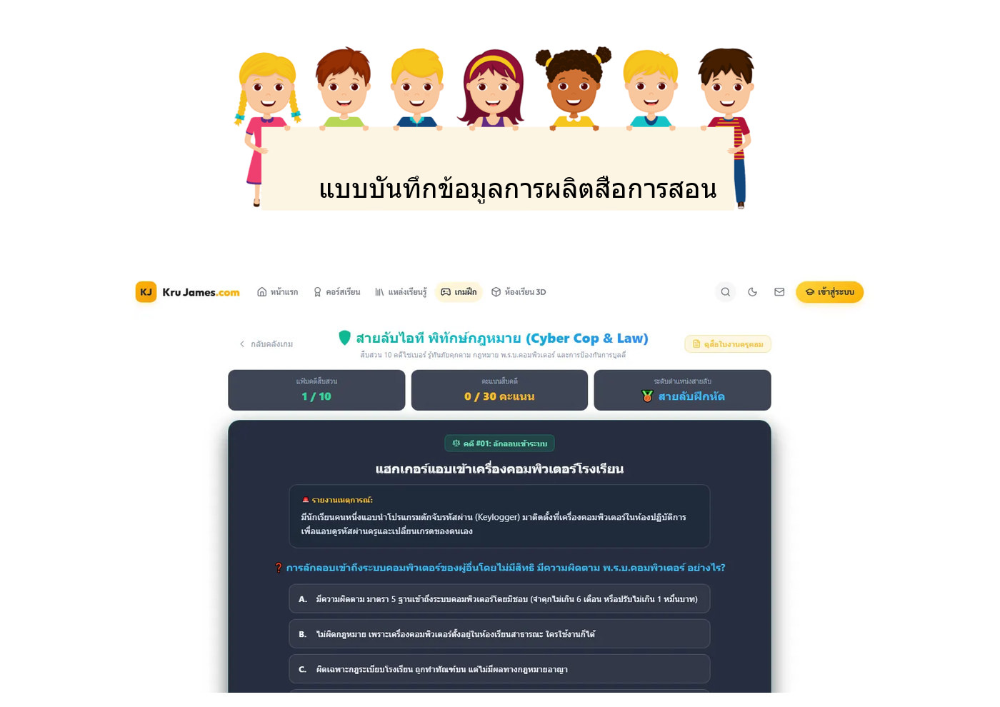 แบบบันทึกข้อมูลการผลิตสื่อการสอน
KJ Kru James.com หน้าแรก คอร์สเรียน แหล่งเรียนรู้ เกมฝึก ห้องเรียน 3D เข้าสู่ระบบ
กลับคลังเกม
สายลับไอที พิทักษ์กฎหมาย (Cyber Cop & Law)
สืบสวน 10 คดีไซเบอร์ รู้ทันภัยคุกคาม กฎหมาย พ.ร.บ.คอมพิวเตอร์ และการป้องกันการบูลลี่
ดูสื่อใบงานครุคอม
แฟ้มคดีสืบสวน
1 / 10
คะแนนสืบคดี
0 / 30 คะแนน
ระดับตำแหน่งสายลับ
สายลับฝึกหัด
คดี #01: ลักลอบเข้าระบบ
แฮกเกอร์แอบเข้าเครื่องคอมพิวเตอร์โรงเรียน
รายงานเหตุการณ์:
มีนักเรียนคนหนึ่งแอบนำโปรแกรมดักจับรหัสผ่าน (Keylogger) มาติดตั้งที่เครื่องคอมพิวเตอร์ในห้องปฏิบัติการ
เพื่อแอบดูรหัสผ่านครูและเปลี่ยนเกรดของตนเอง
❓ การลักลอบเข้าถึงระบบคอมพิวเตอร์ของผู้อื่นโดยไม่มีสิทธิ มีความผิดตาม พ.ร.บ.คอมพิวเตอร์ อย่างไร?
A. มีความผิดตาม มาตรา 5 ฐานเข้าถึงระบบคอมพิวเตอร์โดยมิชอบ (จำคุกไม่เกิน 6 เดือน หรือปรับไม่เกิน 1 หมื่นบาท)
B. ไม่ผิดกฎหมาย เพราะเครื่องคอมพิวเตอร์ตั้งอยู่ในห้องเรียนสาธารณะ ใครใช้งานก็ได้
C. ผิดเฉพาะกฎระเบียบโรงเรียน ถูกทำทัณฑ์บน แต่ไม่มีผลทางกฎหมายอาญา